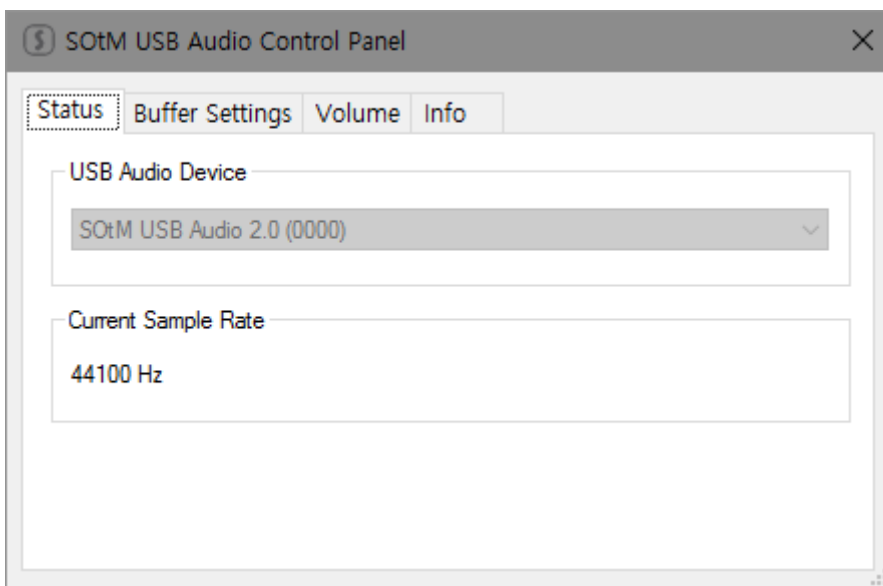 SOtM USB Audio Control Panel
Status Buffer Settings Volume Info
USB Audio Device
SOtM USB Audio 2.0 (0000)
Current Sample Rate
44100 Hz